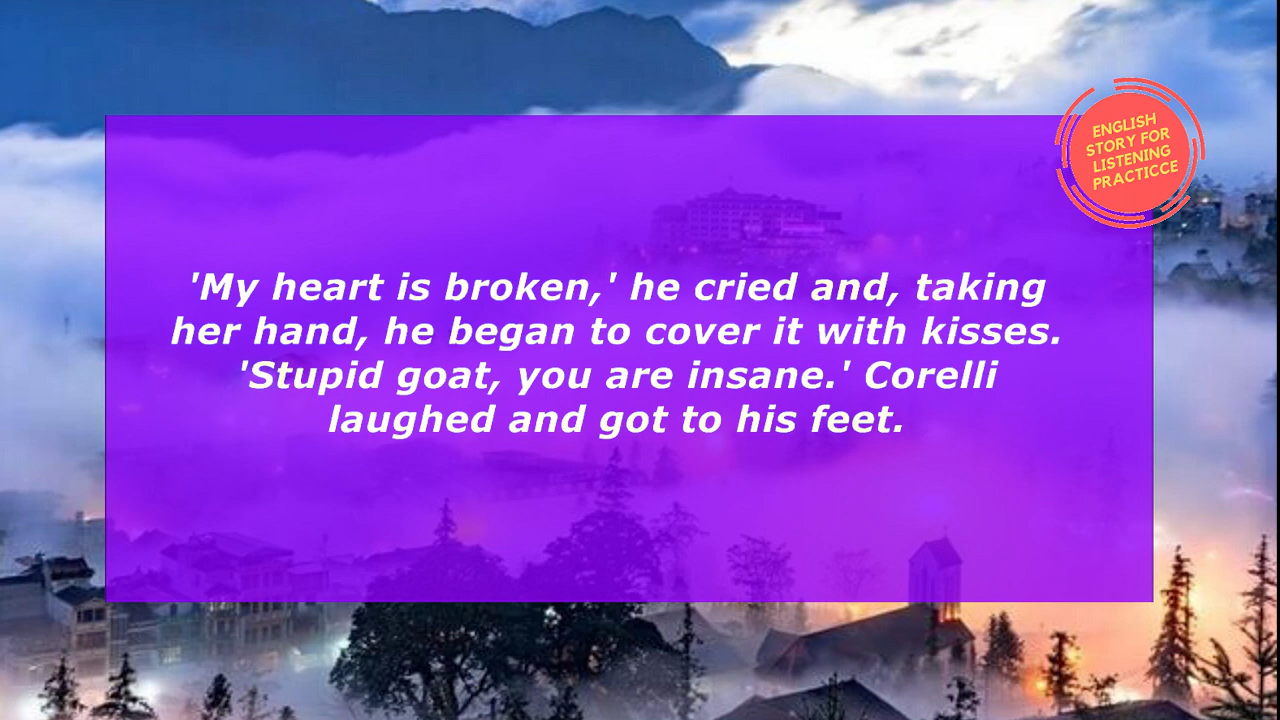 ENGLISH
STORY FOR
LISTENING
PRACTICCE
'My heart is broken,' he cried and, taking
her hand, he began to cover it with kisses.
'Stupid goat, you are insane.' Corelli
laughed and got to his feet.